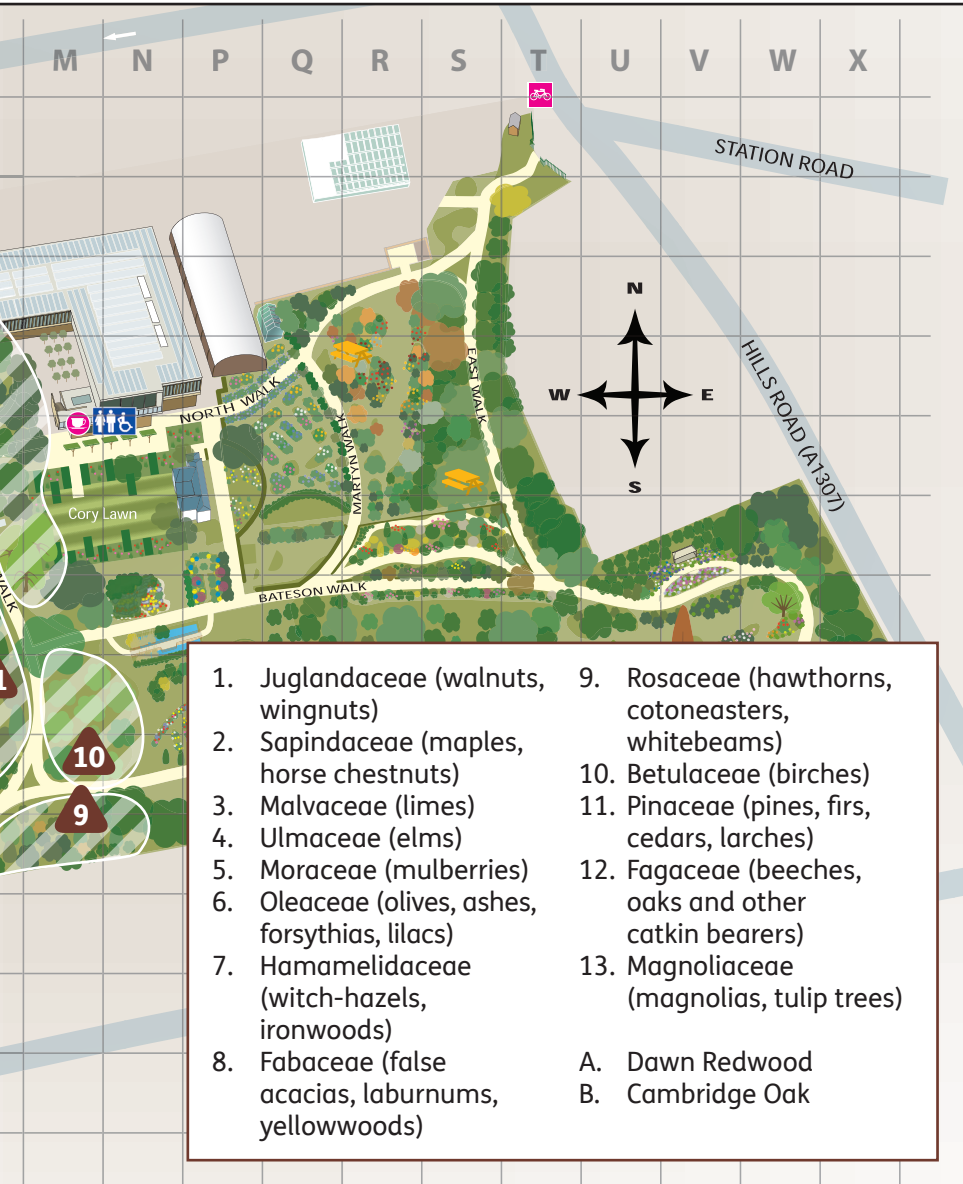 M N P Q R S T U V W X
STATION ROAD
N
W E
S
HILLS ROAD (A1307)
EAST WALK
NORTH WALK
MARTYN WALK
Cory Lawn
WALK
BATESON WALK
1
10
9
1. Juglandaceae (walnuts,
wingnuts)
2. Sapindaceae (maples,
horse chestnuts)
3. Malvaceae (limes)
4. Ulmaceae (elms)
5. Moraceae (mulberries)
6. Oleaceae (olives, ashes,
forsythias, lilacs)
7. Hamamelidaceae
(witch-hazels,
ironwoods)
8. Fabaceae (false
acacias, laburnums,
yellowwoods)
9. Rosaceae (hawthorns,
cotoneasters,
whitebeams)
10. Betulaceae (birches)
11. Pinaceae (pines, firs,
cedars, larches)
12. Fagaceae (beeches,
oaks and other
catkin bearers)
13. Magnoliaceae
(magnolias, tulip trees)
A. Dawn Redwood
B. Cambridge Oak